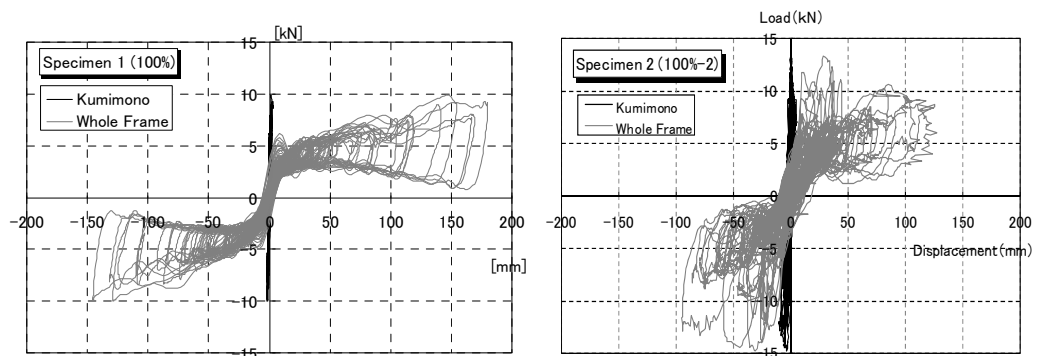 [kN]
15
Specimen 1 (100%)
10
Kumimono
Whole Frame
5
0
-200 -150 -100 -50 0 50 100 150 200
-5
[mm]
-10
-15
Load(kN)
15
Specimen 2 (100%-2)
10
Kumimono
Whole Frame
5
0
-200 -150 -100 -50 0 50 100 150 200
-5
Displacement(mm)
-10
-15